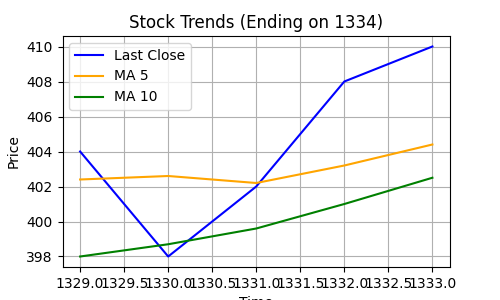 Stock Trends (Ending on 1334)
Last Close
MA 5
MA 10
Price
410
408
406
404
402
400
398
1329.0 1329.5 1330.0 1330.5 1331.0 1331.5 1332.0 1332.5 1333.0
Time